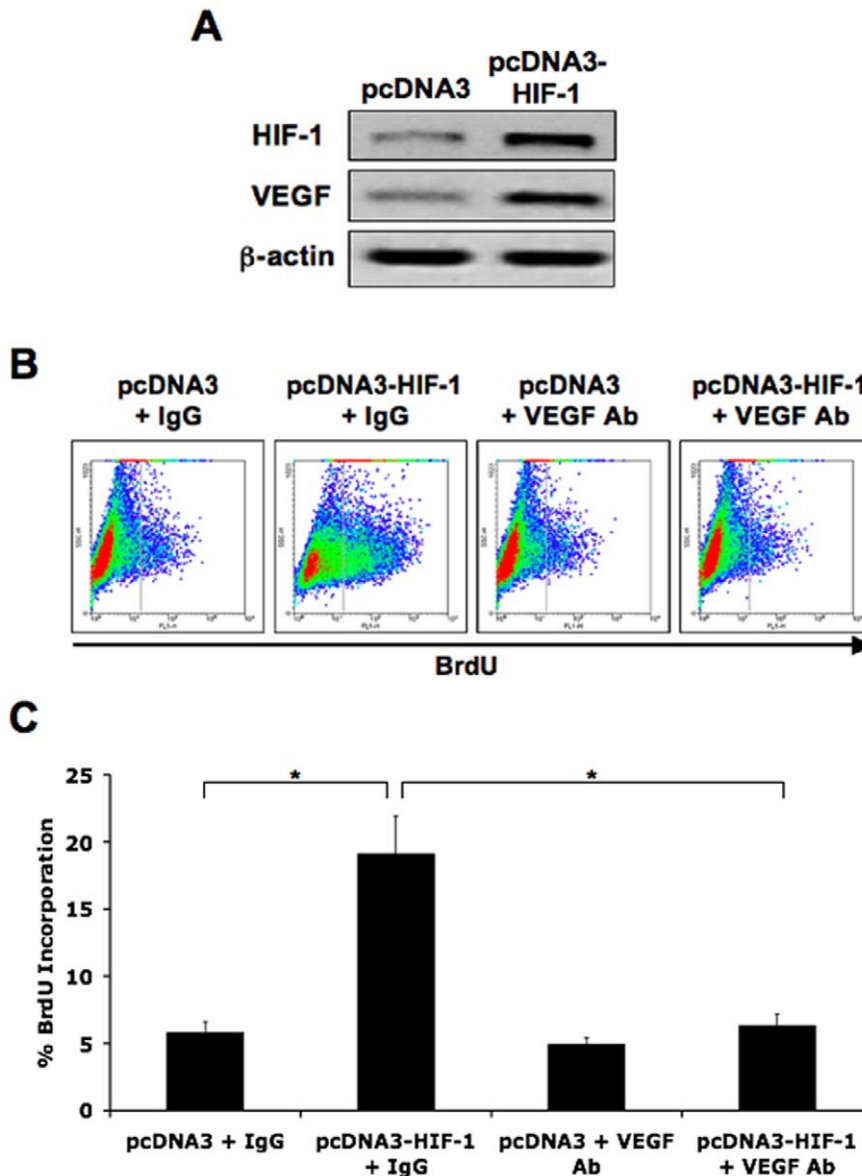 A
pcDNA3
pcDNA3-
HIF-1
HIF-1
VEGF
β-actin
B
pcDNA3
+ IgG
pcDNA3-HIF-1
+ IgG
pcDNA3
+ VEGF Ab
pcDNA3-HIF-1
+ VEGF Ab
BrdU
C
% BrdU Incorporation
25
20
15
10
5
0
*
*
pcDNA3 + IgG
pcDNA3-HIF-1
+ IgG
pcDNA3 + VEGF
Ab
pcDNA3-HIF-1
+ VEGF Ab